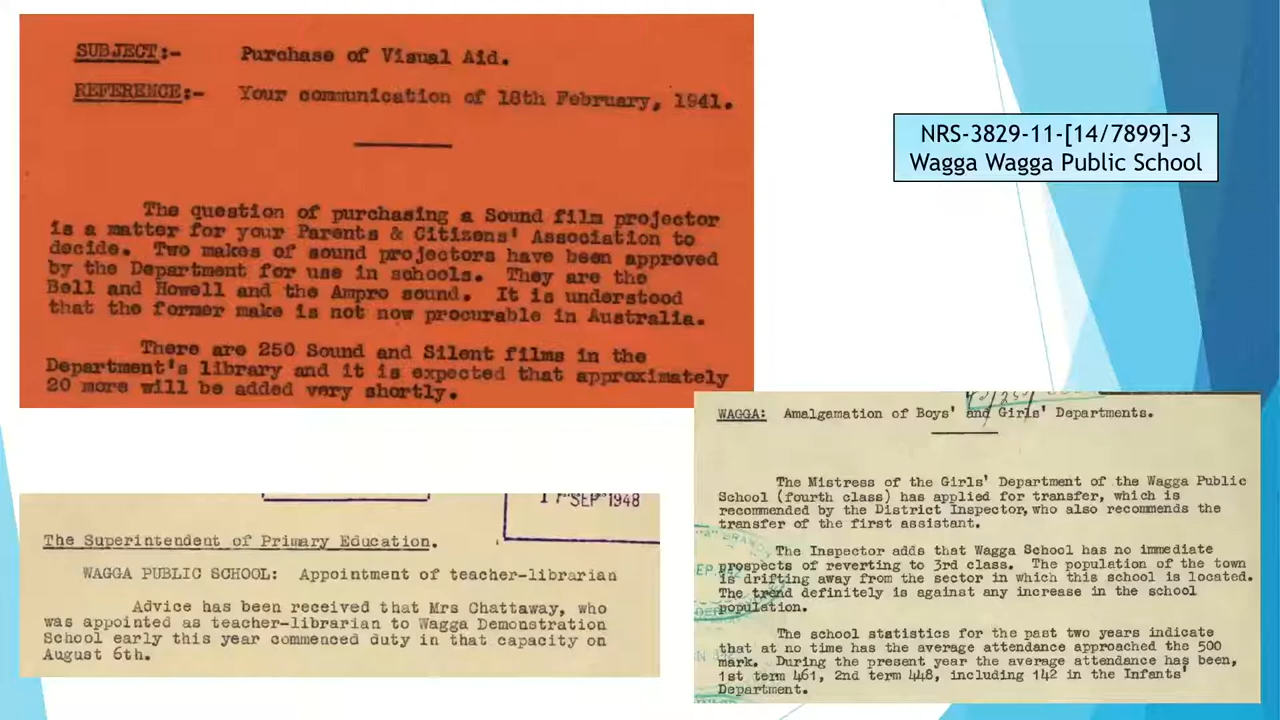 SUBJECT:- Purchase of Visual Aid.
REFERENCE:- Your communication of 18th February, 1941.
The question of purchasing a Sound film projector
is a matter for your Parents & Citizens' Association to
decide. Two makes of sound projectors have been approved
by the Department for use in schools. They are the
Bell and Howell and the Ampro sound. It is understood
that the former make is not now procurable in Australia.
There are 250 Sound and Silent films in the
Department's library and it is expected that approximately
20 more will be added very shortly.
NRS-3829-11-[14/7899]-3
Wagga Wagga Public School
SEP 1948
The Superintendent of Primary Education.
WAGGA PUBLIC SCHOOL: Appointment of teacher-librarian
Advice has been received that Mrs Chattaway, who
was appointed as teacher-librarian to Wagga Demonstration
School early this year commenced duty in that capacity on
August 6th.
WAGGA: Amalgamation of Boys' and Girls' Departments.
The Mistress of the Girls' Department of the Wagga Public
School (fourth class) has applied for transfer, which is
recommended by the District Inspector, who also recommends the
transfer of the first assistant.
The Inspector adds that Wagga School has no immediate
prospects of reverting to 3rd class. The population of the town
is drifting away from the sector in which this school is located.
The trend definitely is against any increase in the school
population.
The school statistics for the past two years indicate
that at no time has the average attendance approached the 500
mark. During the present year the average attendance has been,
1st term 461, 2nd term 448, including 142 in the Infants'
Department.